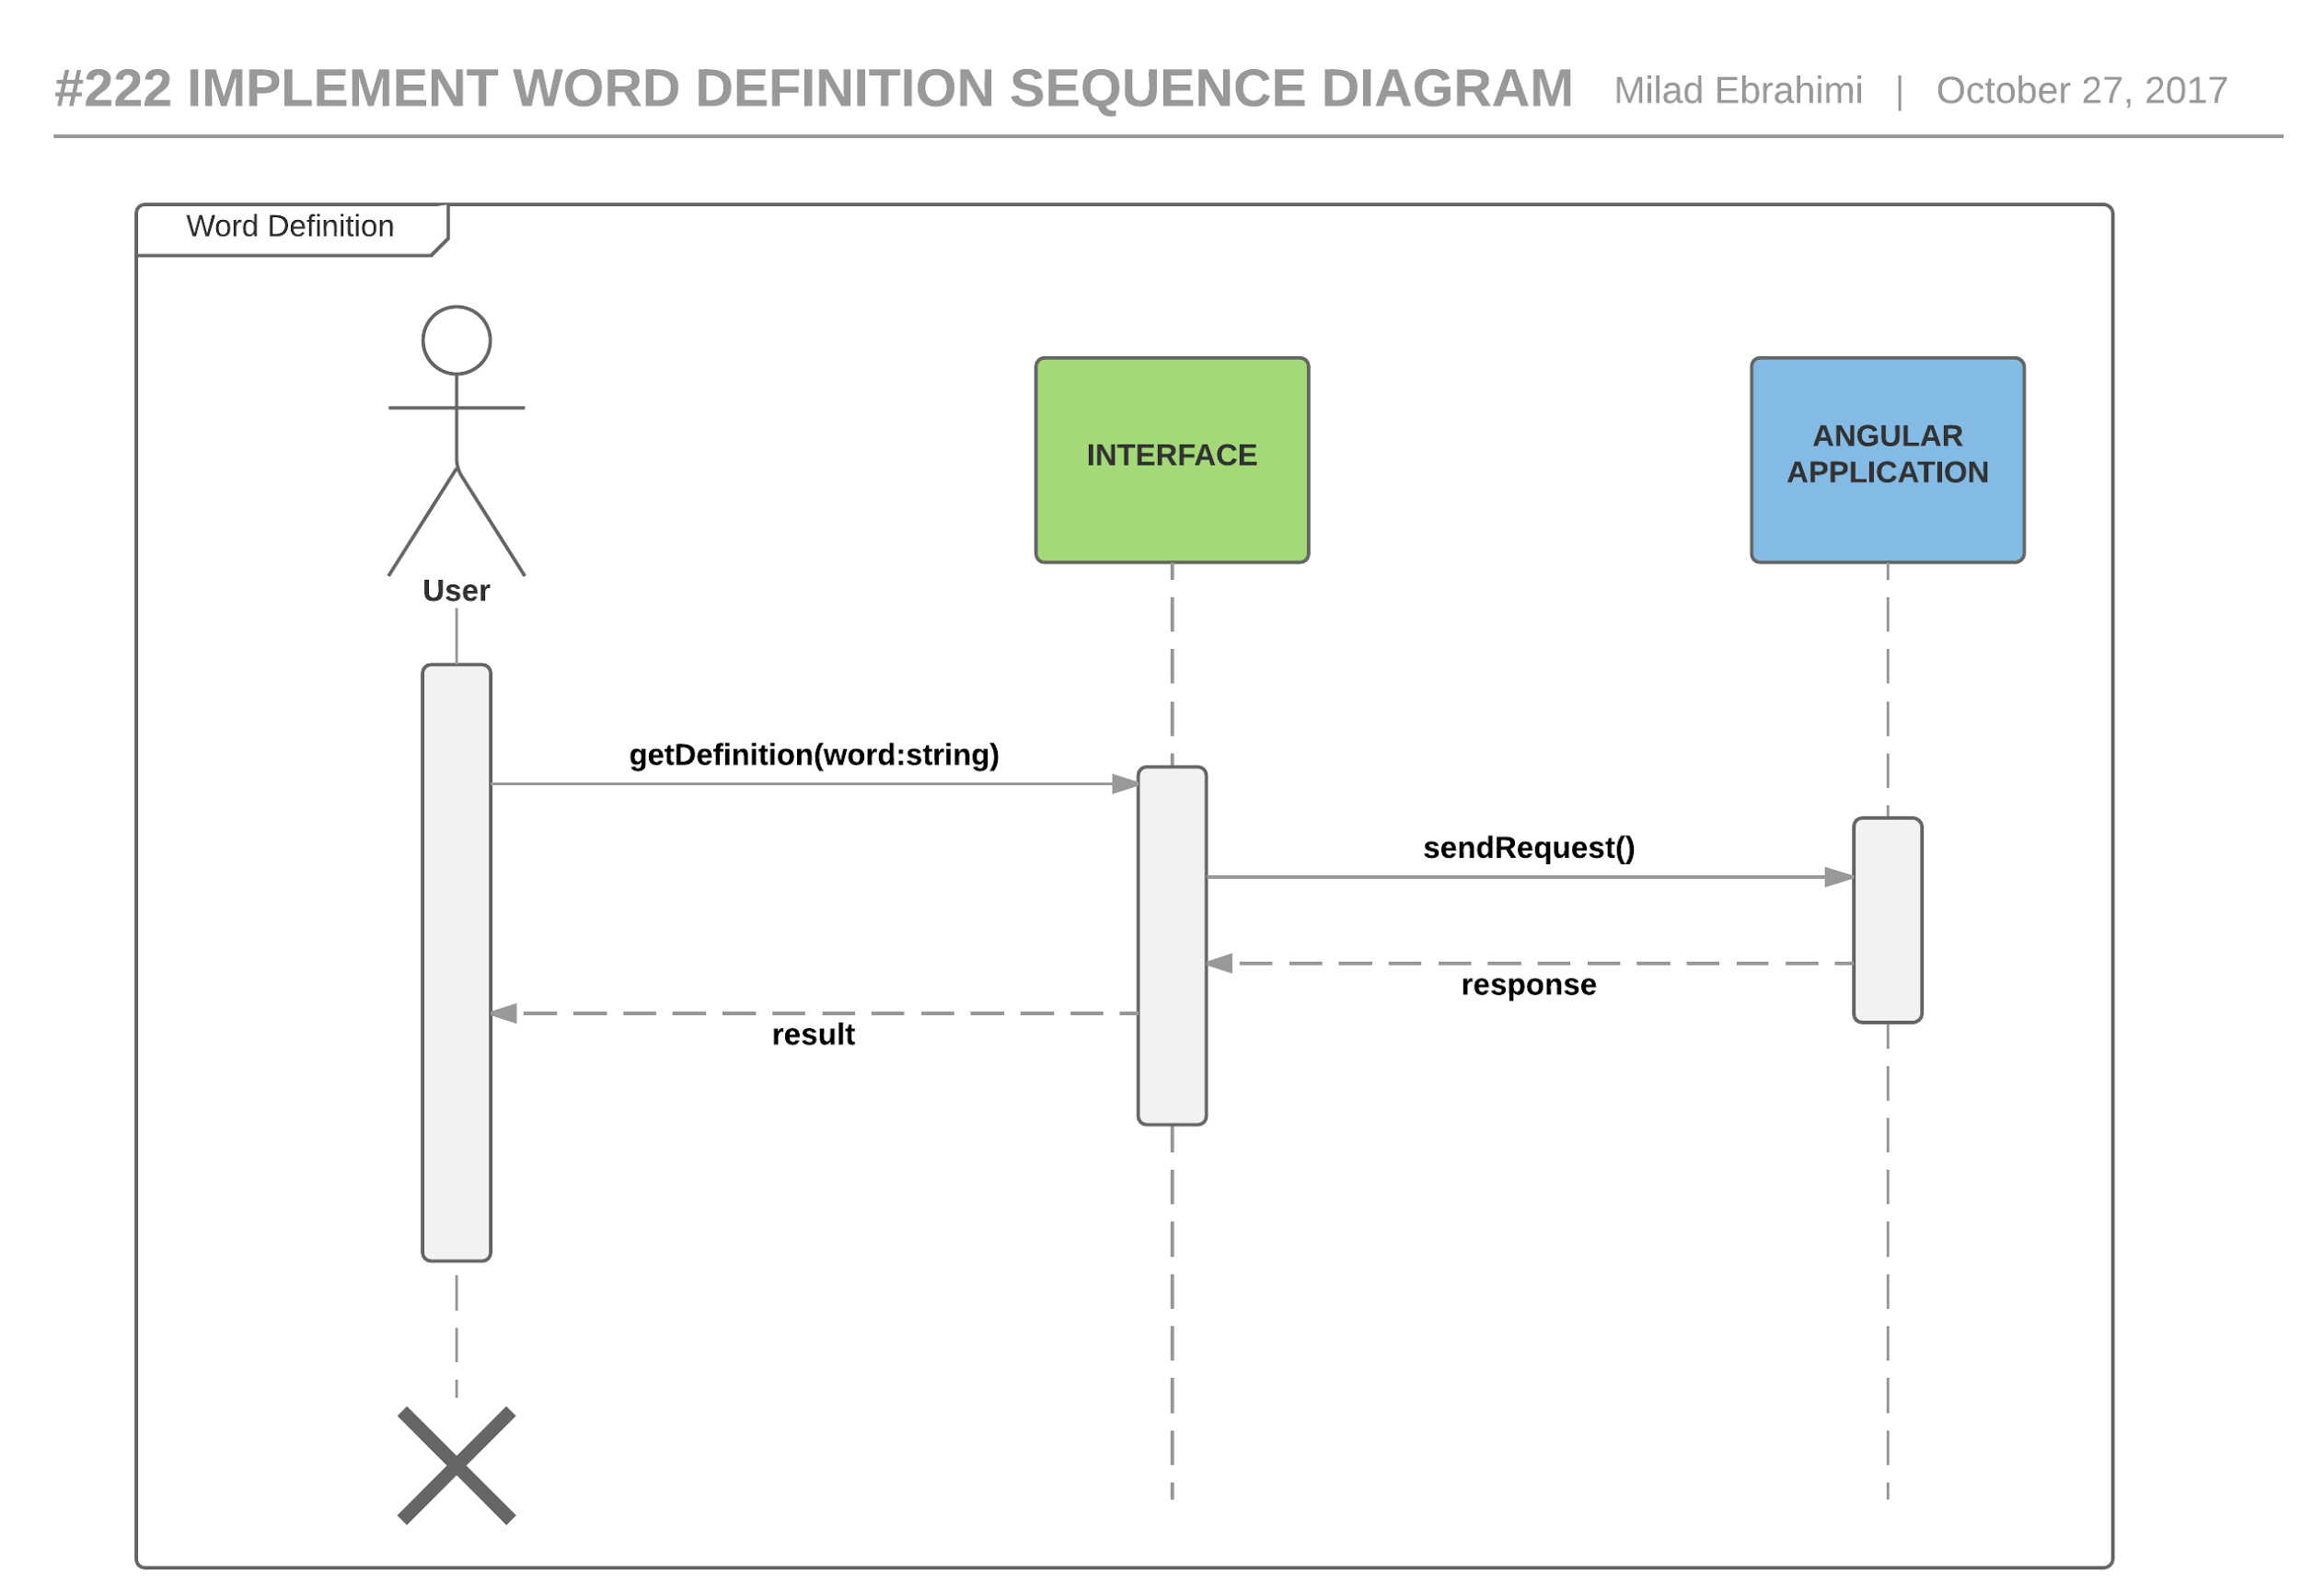 #222 IMPLEMENT WORD DEFINITION SEQUENCE DIAGRAM Milad Ebrahimi | October 27, 2017
Word Definition
INTERFACE
ANGULAR
APPLICATION
User
getDefinition(word:string)
sendRequest()
response
result